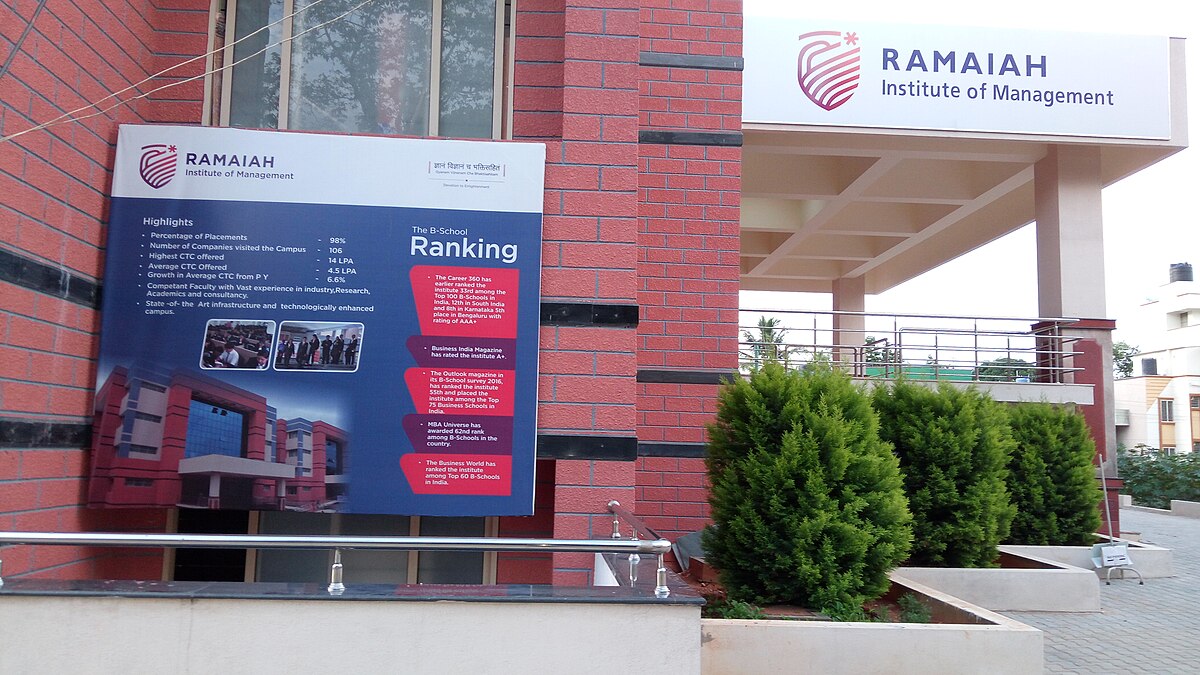 RAMAIAH
Institute of Management
RAMAIAH
Institute of Management
ज्ञानं विज्ञानं च भक्तिसहितं
Devotion to Enlightenment
Highlights
• Percentage of Placements - 98%
• Number of Companies visited the Campus - 106
• Highest CTC offered - 14 LPA
• Average CTC Offered - 4.5 LPA
• Growth in Average CTC from P Y - 6.6%
• Competant Faculty with Vast experience in industry,Research,
Academics and consultancy.
• State -of- the Art infrastructure and technologically enhanced
campus.
The B-School
Ranking
• The Career 360 has
earlier ranked the
institute 33rd among the
Top 100 B-Schools in
India, 12th in South India
and 8th in Karnataka 5th
place in Bengaluru with
rating of AAA+
• Business India Magazine
has rated the institute A+.
• The Outlook magazine in
its B-School survey 2016,
has ranked the institute
55th and placed the
institute among the Top
75 Business Schools in
India.
• MBA Universe has
awarded 62nd rank
among B-Schools in the
country.
• The Business World has
ranked the institute
among Top 60 B-Schools
in India.